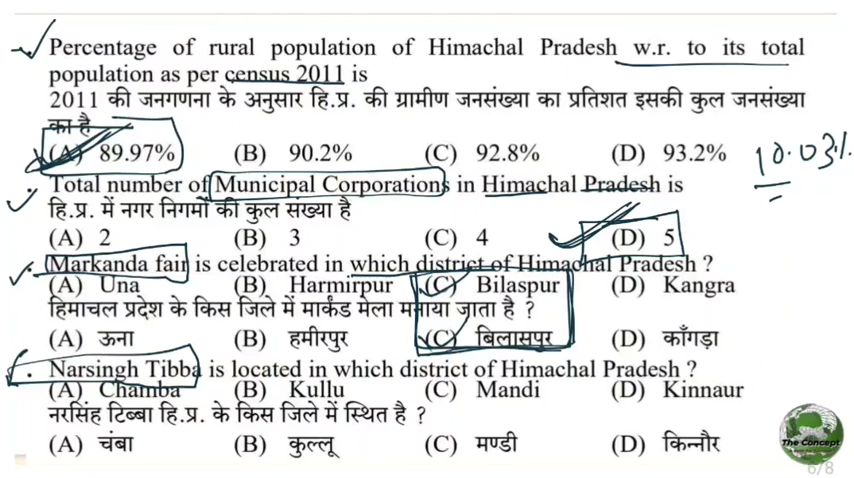 Percentage of rural population of Himachal Pradesh w.r. to its total
population as per census 2011 is
2011 की जनगणना के अनुसार हि.प्र. की ग्रामीण जनसंख्या का प्रतिशत इसकी कुल जनसंख्या
का है
(A) 89.97% (B) 90.2% (C) 92.8% (D) 93.2%
10.03%
Total number of Municipal Corporations in Himachal Pradesh is
हि.प्र. में नगर निगमों की कुल संख्या है
(A) 2 (B) 3 (C) 4 (D) 5
Markanda fair is celebrated in which district of Himachal Pradesh ?
(A) Una (B) Harmirpur (C) Bilaspur (D) Kangra
हिमाचल प्रदेश के किस जिले में मार्कंड मेला मनाया जाता है ?
(A) ऊना (B) हमीरपुर (C) बिलासपुर (D) काँगड़ा
Narsingh Tibba is located in which district of Himachal Pradesh ?
(A) Chamba (B) Kullu (C) Mandi (D) Kinnaur
नरसिंह टिब्बा हि.प्र. के किस जिले में स्थित है ?
(A) चंबा (B) कुल्लू (C) मण्डी (D) किन्नौर
The Concept
6/8